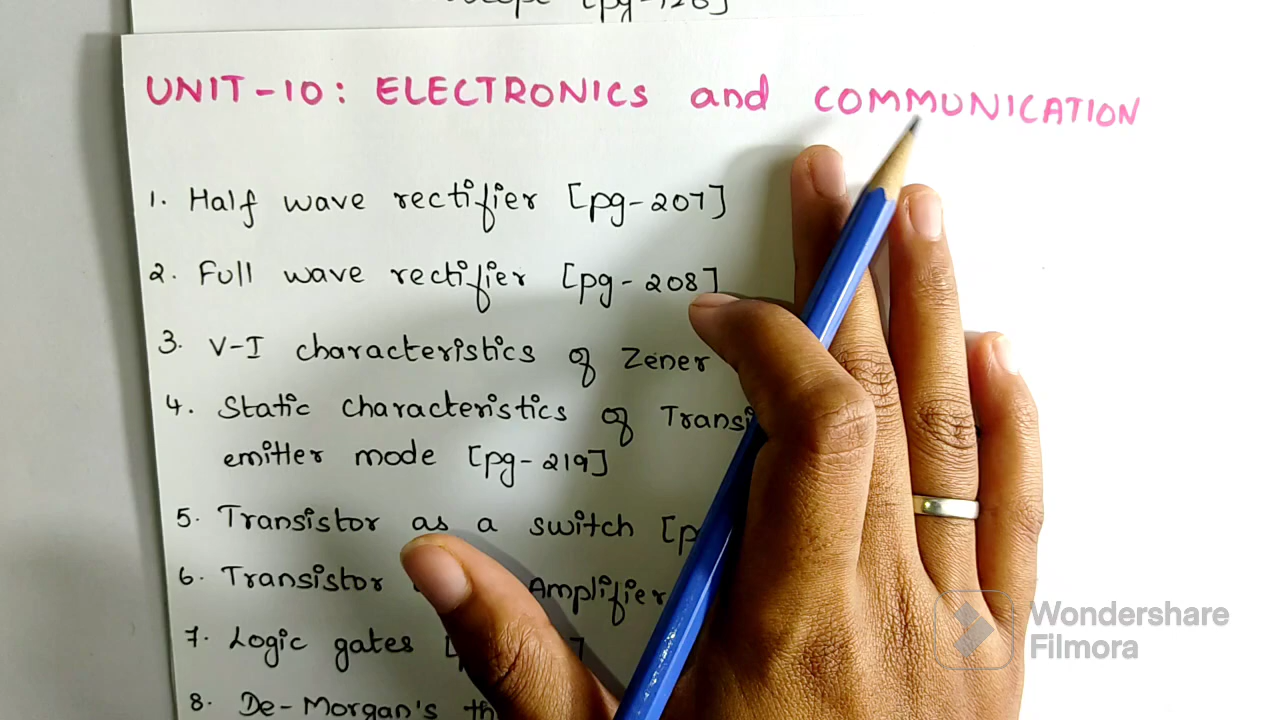 [pg-126]
UNIT-10: ELECTRONICS and COMMUNICATION
1. Half wave rectifier [pg-207]
2. Full wave rectifier [pg-208]
3. V-I characteristics of Zener
4. Static characteristics of
emitter mode [pg-219]
5. Transistor as a switch
6. Transistor Amplifier
7. Logic gates
8. De-Morgan's
Wondershare
Filmora